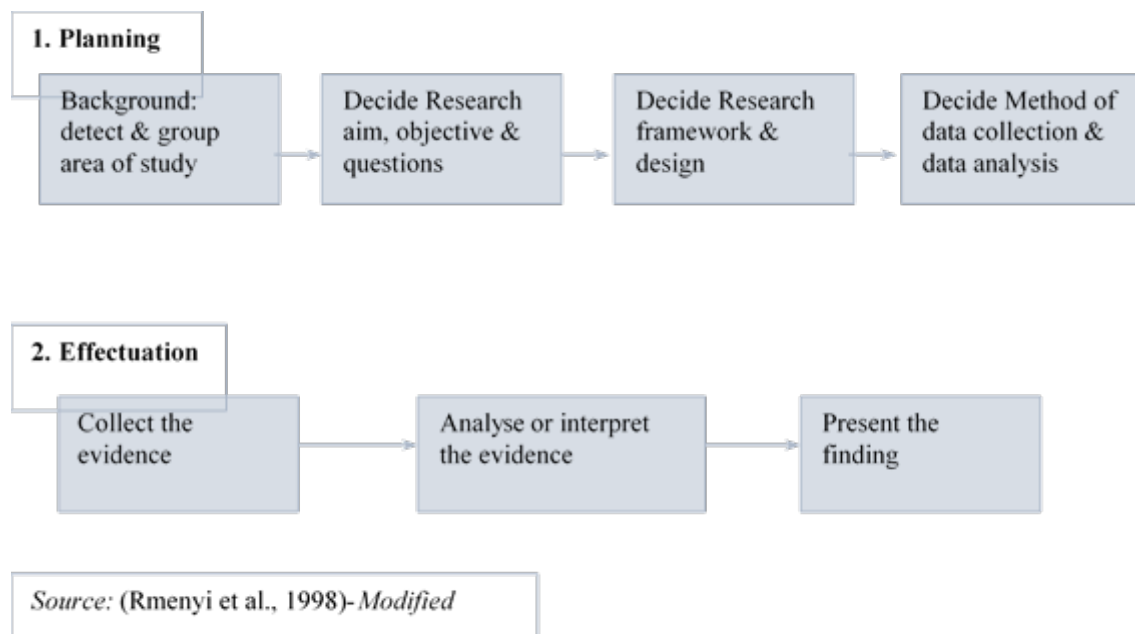 1. Planning
Background:
detect & group
area of study
Decide Research
aim, objective &
questions
Decide Research
framework &
design
Decide Method of
data collection &
data analysis
2. Effectuation
Collect the
evidence
Analyse or interpret
the evidence
Present the
finding
Source: (Rmenyi et al., 1998)- Modified